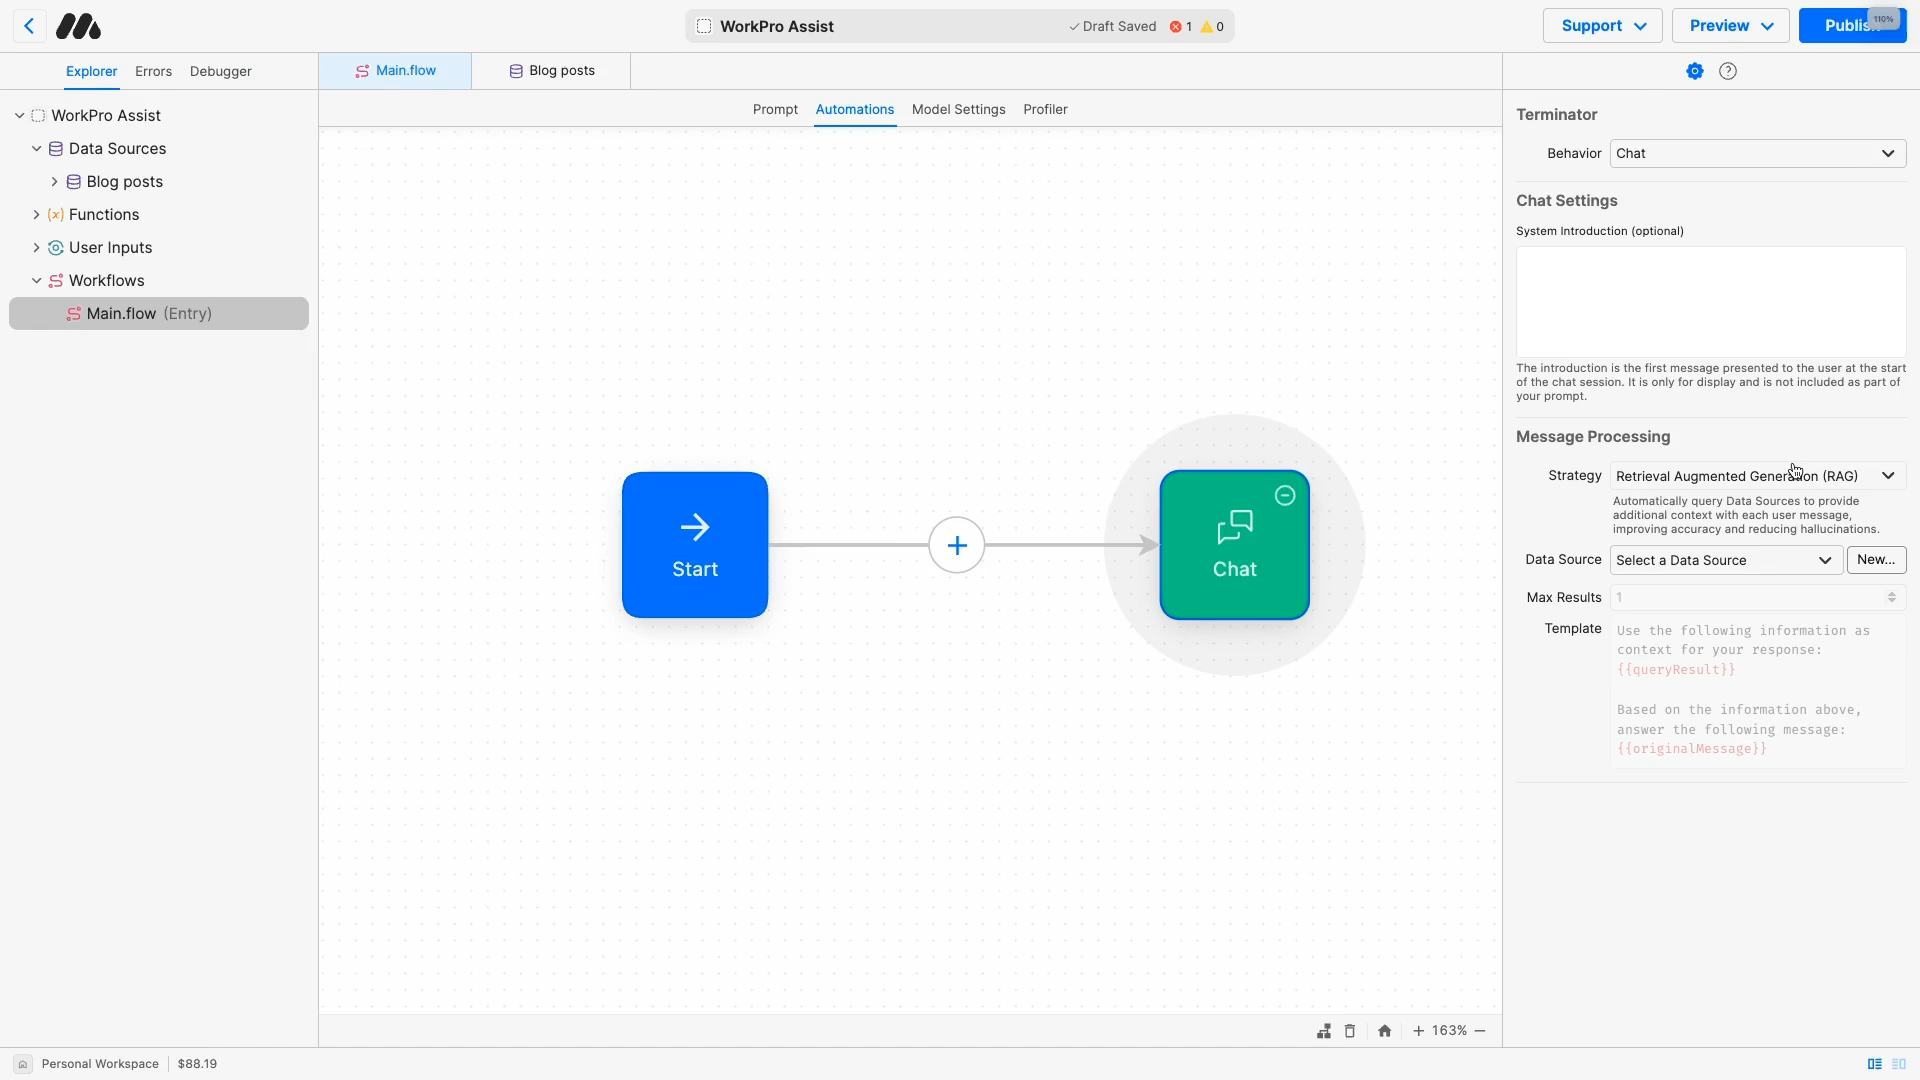 WorkPro Assist
Draft Saved
1
0
Support
Preview
110%
Explorer
Errors
Debugger
Main.flow
Blog posts
WorkPro Assist
Data Sources
Blog posts
(x) Functions
User Inputs
Workflows
Main.flow (Entry)
Prompt
Automations
Model Settings
Profiler
Start
Chat
163%
Terminator
Behavior
Chat
Chat Settings
System Introduction (optional)
The introduction is the first message presented to the user at the start
of the chat session. It is only for display and is not included as part of
your prompt.
Message Processing
Strategy
Retrieval Augmented Generation (RAG)
Automatically query Data Sources to provide
additional context with each user message,
improving accuracy and reducing hallucinations.
Data Source
Select a Data Source
New...
Max Results
1
Template
Use the following information as
context for your response:
{{queryResult}}
Based on the information above,
answer the following message:
{{originalMessage}}
Personal Workspace
$88.19